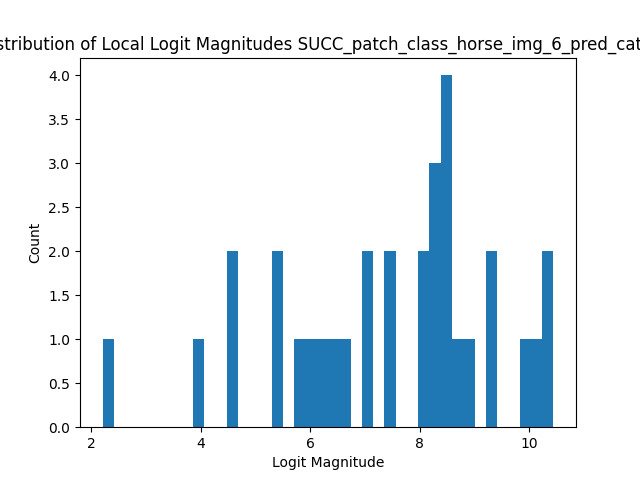 stribution of Local Logit Magnitudes SUCC_patch_class_horse_img_6_pred_cat
4.0
3.5
3.0
2.5
2.0
1.5
1.0
0.5
0.0
Count
2 4 6 8 10
Logit Magnitude